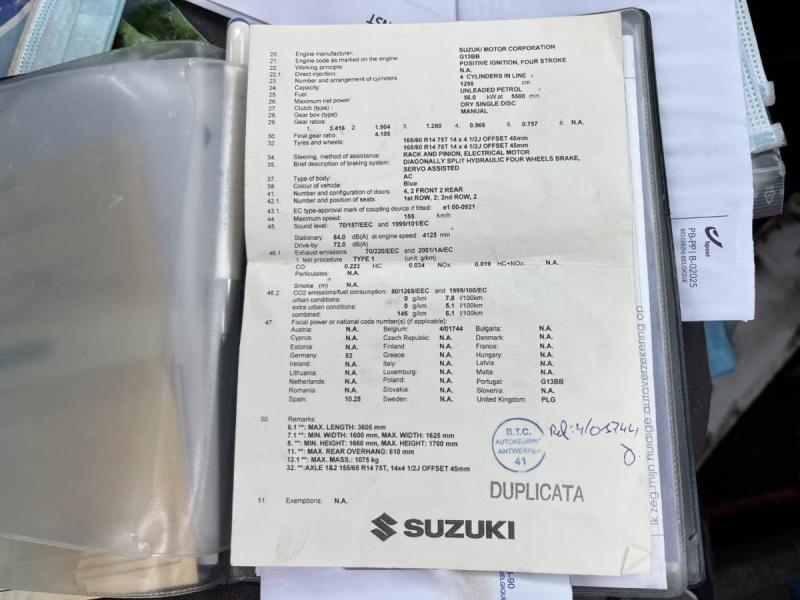 20. Engine manufacturer: SUZUKI MOTOR CORPORATION
21. Engine code as marked on the engine: G13BB
22. Working principle: POSITIVE IGNITION, FOUR STROKE
22.1. Direct injection: N.A.
23. Number and arrangement of cylinders: 4 CYLINDERS IN LINE
24. Capacity: 1298 cm
25. Fuel: UNLEADED PETROL
26. Maximum net power: 56.0 kW at 5500 min
27. Clutch (type): DRY SINGLE DISC
28. Gear box (type): MANUAL
29. Gear ratios:
1. 3.416 2. 1.904 3. 1.280 4. 0.966 5. 0.757 6. N.A.
30. Final gear ratio: 4.105
32 Tyres and wheels: 165/60 R14 75T 14 x 4 1/2J OFFSET 45mm
165/60 R14 75T 14 x 4 1/2J OFFSET 45mm
34. Steering, method of assistance: RACK AND PINION, ELECTRICAL MOTOR
35. Brief description of braking system: DIAGONALLY SPLIT HYDRAULIC FOUR WHEELS BRAKE,
SERVO ASSISTED
37. Type of body: AC
38. Colour of vehicle: Blue
41. Number and configuration of doors: 4, 2 FRONT 2 REAR
42.1. Number and position of seats: 1st ROW, 2; 2nd ROW, 2
43.1. EC type-approval mark of coupling device if fitted: e1 00-0921
44. Maximum speed: 155 km/h
45. Sound level: 70/157/EEC and 1999/101/EC
Stationary: 84.0 dB(A) at engine speed: 4125 min
Drive-by: 72.0 dB(A)
46.1. Exhaust emissions 70/220/EEC and 2001/1A/EC
1. test procedure TYPE 1 (unit. g/km)
CO 0.223 HC 0.034 NOx: 0.019 HC+NOx: N.A.
Particulates: N.A.
Smoke (m) N.A.
46.2. CO2 emissions/fuel consumption: 80/1268/EEC and 1999/100/EC
urban conditions: 0 g/km 7.8 l/100km
extra urban conditions: 0 g/km 5.1 l/100km
combined: 145 g/km 6.1 l/100km
47. Fiscal power or national code number(s) (if applicable):
Austria: N.A. Belgium: 4/01744 Bulgaria: N.A.
Cyprus: N.A. Czech Republic: N.A. Denmark: N.A.
Estonia: N.A. Finland: N.A. France: N.A.
Germany: 53 Greece: N.A. Hungary: N.A.
Ireland: N.A. Italy: N.A. Latvia: N.A.
Lithuania: N.A. Luxemburg: N.A. Malta: N.A.
Netherlands: N.A. Poland: N.A. Portugal: G13BB
Romania: N.A. Slovakia: N.A. Slovenia: N.A.
Spain: 10.28 Sweden: N.A. United Kingdom: PLG
50. Remarks:
6.1 **: MAX. LENGTH: 3605 mm
7.1 **: MIN. WIDTH: 1600 mm, MAX. WIDTH: 1625 mm
8. **: MIN. HEIGHT: 1660 mm, MAX. HEIGHT: 1700 mm
11. **: MAX. REAR OVERHANG: 610 mm
12.1 **: MAX. MASS.: 1075 kg
32. **:AXLE 1&2 155/65 R14 75T, 14x4 1/2J OFFSET 45mm
B.T.C.
AUTOKEURING
ANTWERPEN
41
DUPLICATA
51. Exemptions: N.A.
SUZUKI
ik zeg mijn huidige autoverzekering op
bpost
PB-PP | B-02025
BELGIE(N)-BELGIQUE